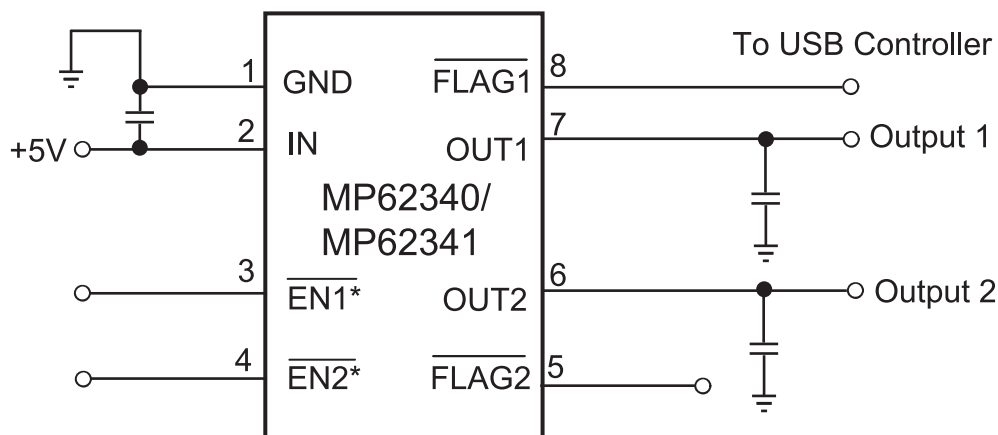 To USB Controller
1
GND
FLAG1
8
+5V
2
IN
OUT1
7
Output 1
MP62340/
MP62341
3
EN1*
OUT2
6
Output 2
4
EN2*
FLAG2
5